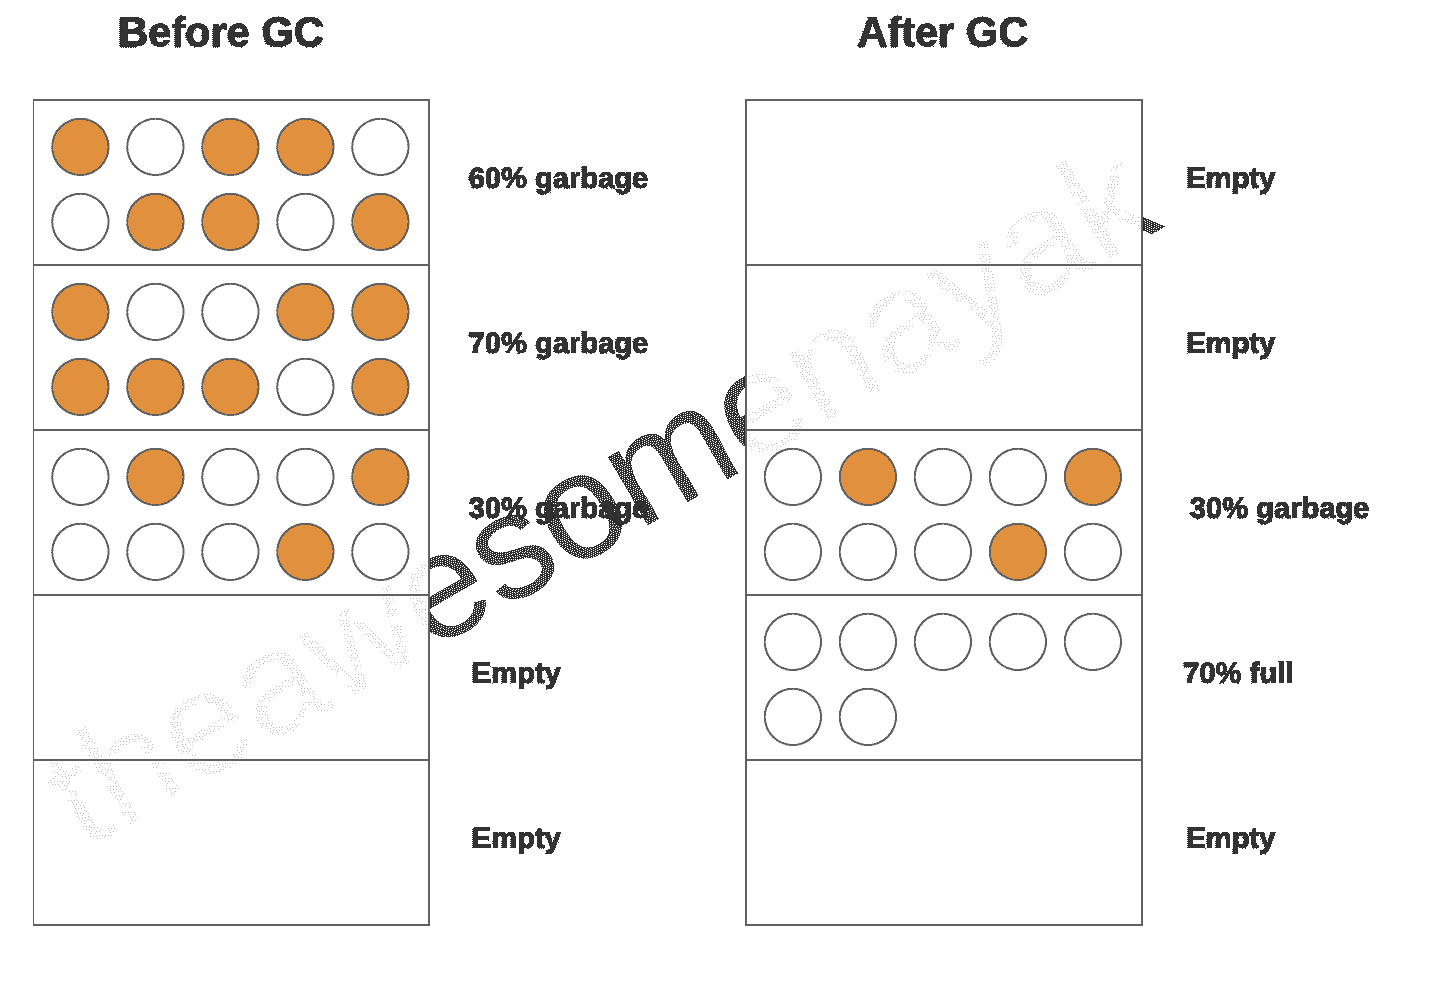 Before GC
After GC
60% garbage
Empty
70% garbage
Empty
30% garbage
30% garbage
Empty
70% full
Empty
Empty
theawesomenayak